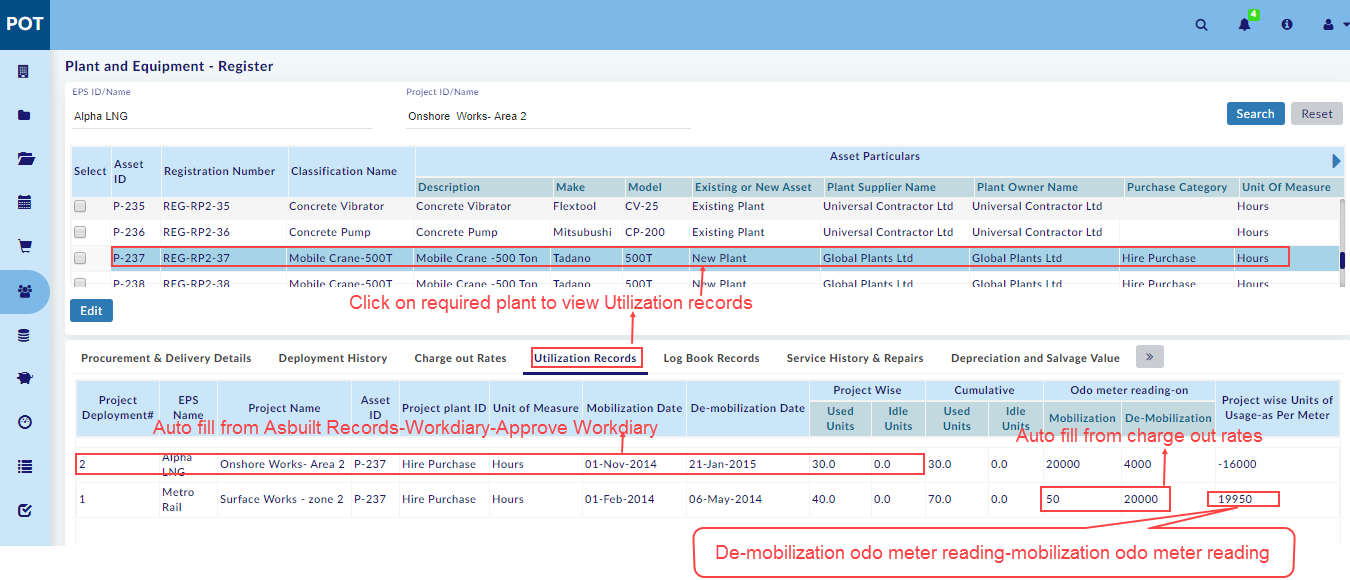 POT
4
Plant and Equipment - Register
EPS ID/Name
Project ID/Name
Alpha LNG
Onshore Works- Area 2
Search
Reset
Select
Asset ID
Registration Number
Classification Name
Asset Particulars
Description
Make
Model
Existing or New Asset
Plant Supplier Name
Plant Owner Name
Purchase Category
Unit Of Measure
P-235 REG-RP2-35 Concrete Vibrator Concrete Vibrator Flextool CV-25 Existing Plant Universal Contractor Ltd Universal Contractor Ltd Hours
P-236 REG-RP2-36 Concrete Pump Concrete Pump Mitsubushi CP-200 Existing Plant Universal Contractor Ltd Universal Contractor Ltd Hours
P-237 REG-RP2-37 Mobile Crane-500T Mobile Crane -500 Ton Tadano 500T New Plant Global Plants Ltd Global Plants Ltd Hire Purchase Hours
P-238 REG-RP2-38 Mobile Crane-500T Mobile Crane -500 Ton Tadano 500T New Plant Global Plants Ltd Global Plants Ltd Hire Purchase Hours
Click on required plant to view Utilization records
Edit
Procurement & Delivery Details Deployment History Charge out Rates Utilization Records Log Book Records Service History & Repairs Depreciation and Salvage Value »
Project Deployment#
EPS Name
Project Name
Asset ID
Project plant ID
Unit of Measure
Mobilization Date
De-mobilization Date
Project Wise
Used Units
Idle Units
Cumulative
Used Units
Idle Units
Odo meter reading-on
Mobilization
De-Mobilization
Project wise Units of Usage-as Per Meter
Auto fill from Asbuilt Records-Workdiary-Approve Workdiary
Auto fill from charge out rates
2 Alpha LNG Onshore Works- Area 2 P-237 Hire Purchase Hours 01-Nov-2014 21-Jan-2015 30.0 0.0 30.0 0.0 20000 4000 -16000
1 Metro Rail Surface Works - zone 2 P-237 Hire Purchase Hours 01-Feb-2014 06-May-2014 40.0 0.0 70.0 0.0 50 20000 19950
De-mobilization odo meter reading-mobilization odo meter reading